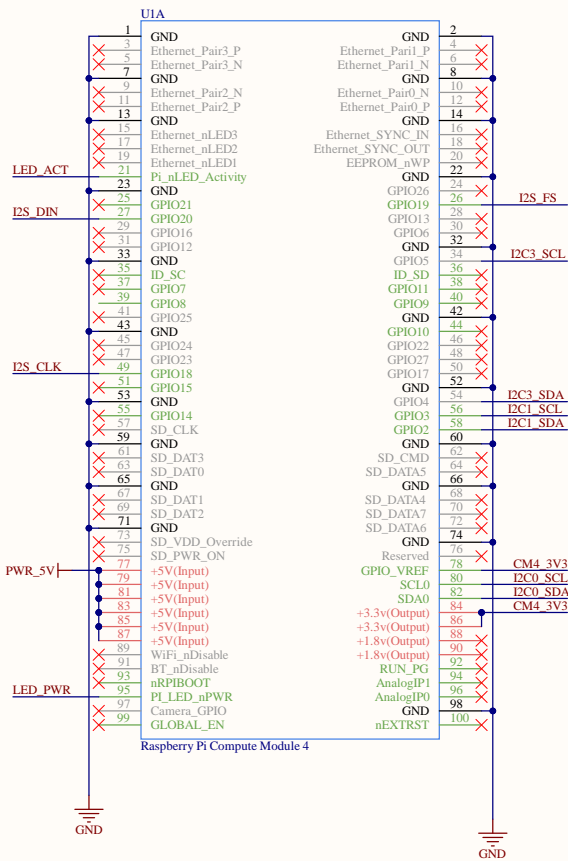 U1A
1 GND GND 2
3 Ethernet_Pair3_P Ethernet_Pari1_P 4
5 Ethernet_Pair3_N Ethernet_Pari1_N 6
7 GND GND 8
9 Ethernet_Pair2_N Ethernet_Pair0_N 10
11 Ethernet_Pair2_P Ethernet_Pair0_P 12
13 GND GND 14
15 Ethernet_nLED3 Ethernet_SYNC_IN 16
17 Ethernet_nLED2 Ethernet_SYNC_OUT 18
19 Ethernet_nLED1 EEPROM_nWP 20
LED_ACT 21 Pi_nLED_Activity GND 22
23 GND GPIO26 24
25 GPIO21 GPIO19 26 I2S_FS
I2S_DIN 27 GPIO20 GPIO13 28
29 GPIO16 GPIO6 30
31 GPIO12 GND 32
33 GND GPIO5 34 I2C3_SCL
35 ID_SC ID_SD 36
37 GPIO7 GPIO11 38
39 GPIO8 GPIO9 40
41 GPIO25 GND 42
43 GND GPIO10 44
45 GPIO24 GPIO22 46
47 GPIO23 GPIO27 48
I2S_CLK 49 GPIO18 GPIO17 50
51 GPIO15 GND 52
53 GND GPIO4 54 I2C3_SDA
55 GPIO14 GPIO3 56 I2C1_SCL
57 SD_CLK GPIO2 58 I2C1_SDA
59 GND GND 60
61 SD_DAT3 SD_CMD 62
63 SD_DAT0 SD_DATA5 64
65 GND GND 66
67 SD_DAT1 SD_DATA4 68
69 SD_DAT2 SD_DATA7 70
71 GND SD_DATA6 72
73 SD_VDD_Override GND 74
75 SD_PWR_ON Reserved 76
PWR_5V 77 +5V(Input) GPIO_VREF 78 CM4_3V3
79 +5V(Input) SCL0 80 I2C0_SCL
81 +5V(Input) SDA0 82 I2C0_SDA
83 +5V(Input) +3.3v(Output) 84 CM4_3V3
85 +5V(Input) +3.3v(Output) 86
87 +5V(Input) +1.8v(Output) 88
89 WiFi_nDisable +1.8v(Output) 90
91 BT_nDisable RUN_PG 92
93 nRPIBOOT AnalogIP1 94
LED_PWR 95 PI_LED_nPWR AnalogIP0 96
97 Camera_GPIO GND 98
99 GLOBAL_EN nEXTRST 100
Raspberry Pi Compute Module 4
GND
GND